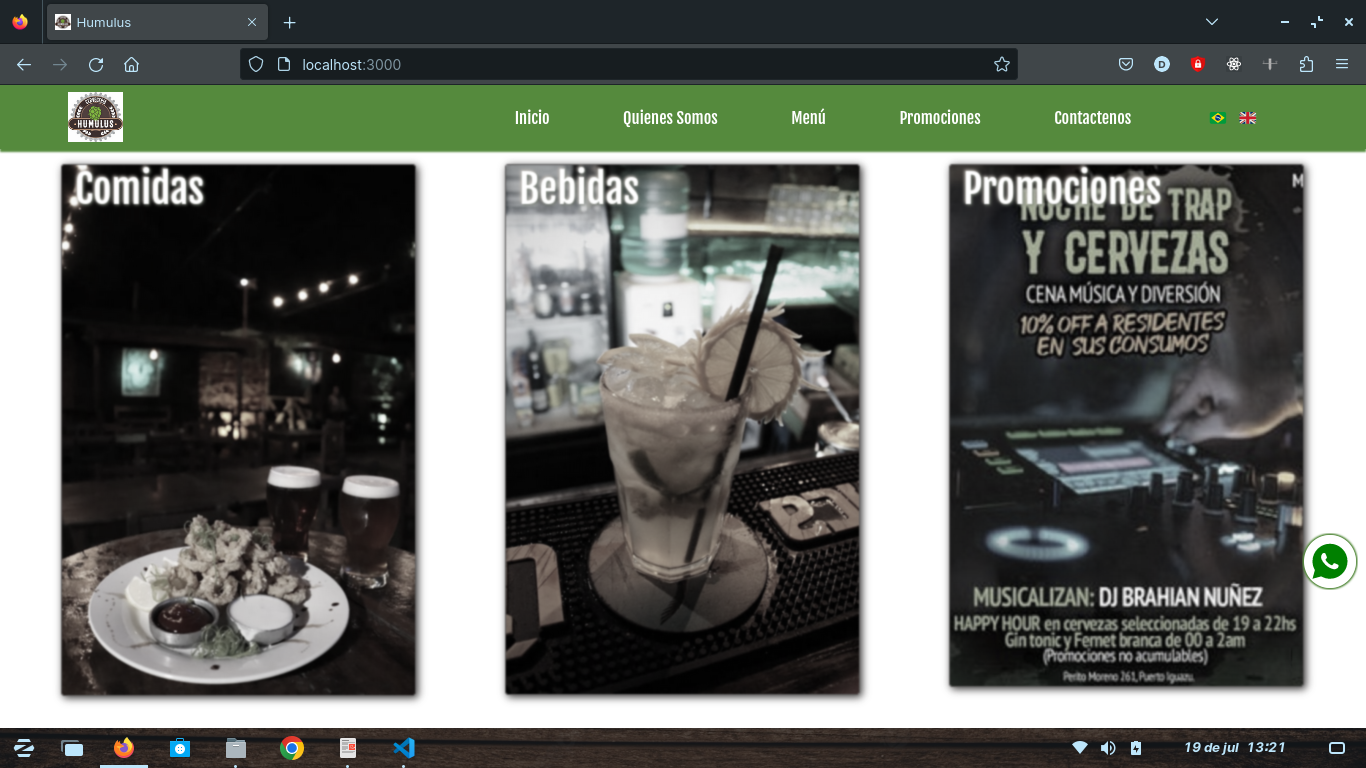 Humulus
localhost:3000
HUMULUS
Inicio
Quienes Somos
Menú
Promociones
Contactenos
Comidas
Bebidas
Promociones
M
NOCHE DE TRAP
Y CERVEZAS
CENA MÚSICA Y DIVERSIÓN
10% OFF A RESIDENTES
EN SUS CONSUMOS
MUSICALIZAN: DJ BRAHIAN NUÑEZ
HAPPY HOUR en cervezas seleccionadas de 19 a 22hs
Gin tonic y Fernet branca de 00 a 2am
(Promociones no acumulables)
Perito Moreno 261, Puerto Iguazu.
D
19 de jul 13:21